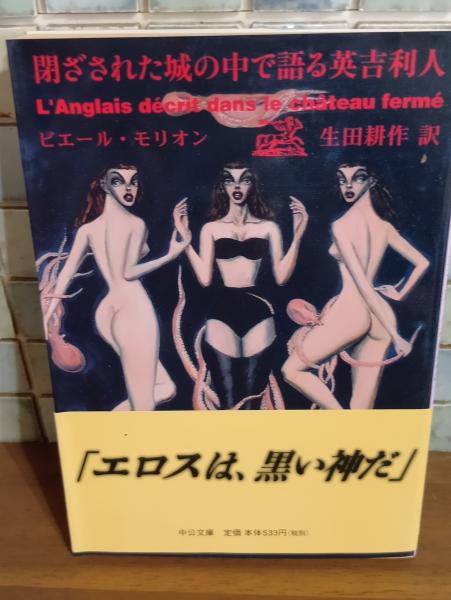 閉ざされた城の中で語る英吉利人
L'Anglais décrit dans le château fermé
ピエール・モリオン 生田耕作 訳
「エロスは、黒い神だ」
中公文庫 定価 本体533円(税別)